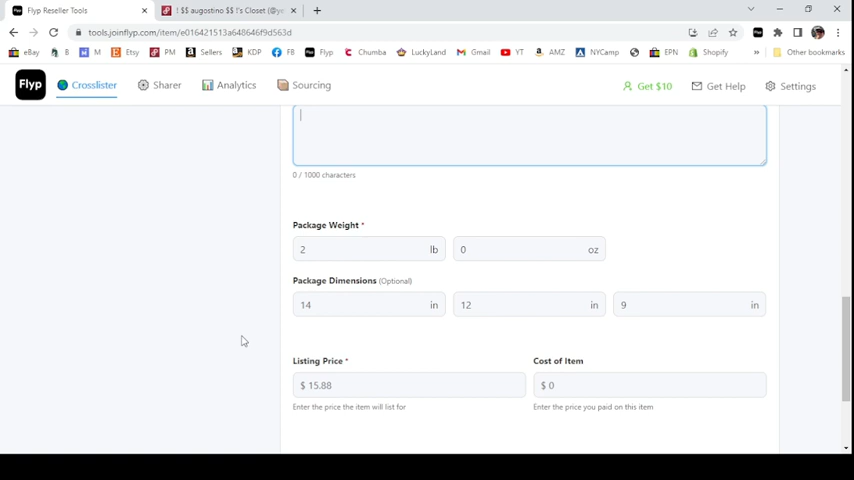 Flyp Reseller Tools
! $$ augostino $$ !'s Closet (@ye
tools.joinflyp.com/item/e016421513a648646f9d563d
eBay B M Etsy PM Sellers KDP FB Flyp Chumba LuckyLand Gmail YT AMZ NYCamp EPN Shopify » Other bookmarks
Flyp Crosslister Sharer Analytics Sourcing Get $10 Get Help Settings
0 / 1000 characters
Package Weight *
2 lb 0 oz
Package Dimensions (Optional)
14 in 12 in 9 in
Listing Price * Cost of Item
$ 15.88 $ 0
Enter the price the item will list for Enter the price you paid on this item